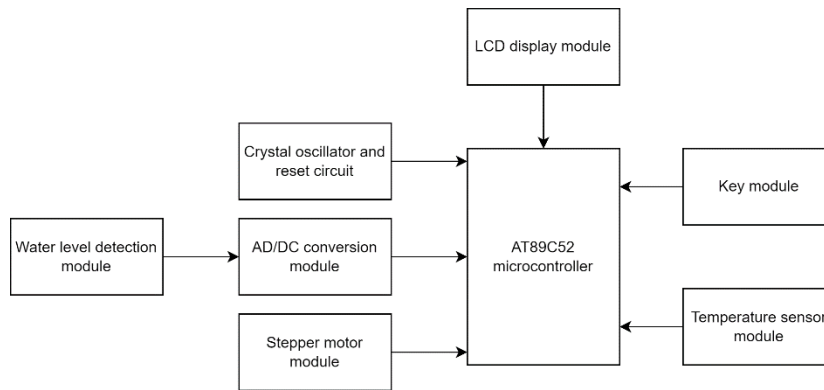 LCD display module
Crystal oscillator and
reset circuit
Key module
Water level detection
module
AD/DC conversion
module
AT89C52
microcontroller
Stepper motor
module
Temperature sensor
module